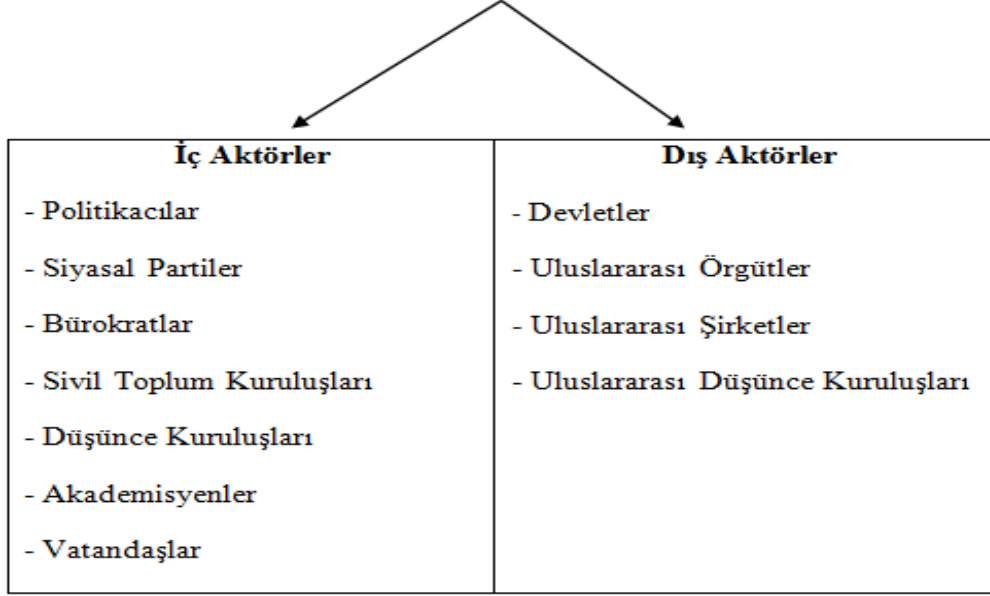 İç Aktörler
- Politikacılar
- Siyasal Partiler
- Bürokratlar
- Sivil Toplum Kuruluşları
- Düşünce Kuruluşları
- Akademisyenler
- Vatandaşlar
Dış Aktörler
- Devletler
- Uluslararası Örgütler
- Uluslararası Şirketler
- Uluslararası Düşünce Kuruluşları